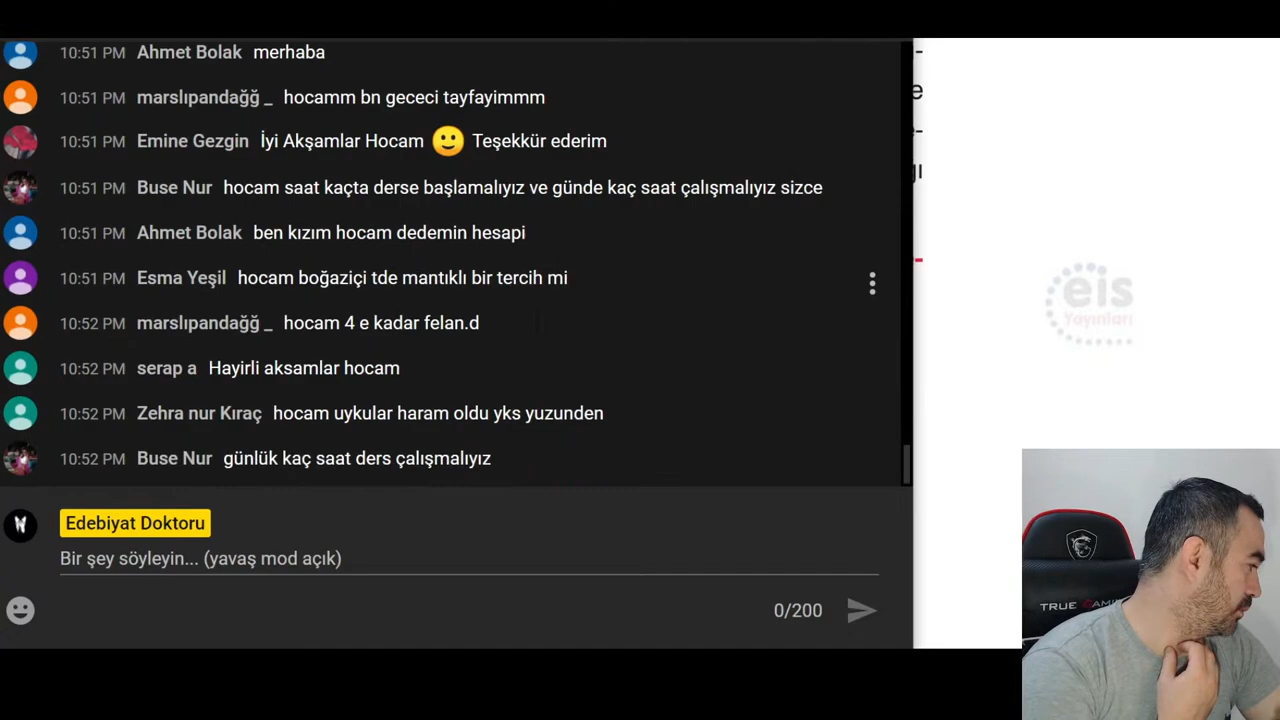 10:51 PM Ahmet Bolak merhaba
10:51 PM marslıpandağğ _ hocamm bn gececi tayfayimmm
10:51 PM Emine Gezgin İyi Akşamlar Hocam 🙂 Teşekkür ederim
10:51 PM Buse Nur hocam saat kaçta derse başlamalıyız ve günde kaç saat çalışmalıyız sizce
10:51 PM Ahmet Bolak ben kızım hocam dedemin hesapi
10:51 PM Esma Yeşil hocam boğaziçi tde mantıklı bir tercih mi
10:52 PM marslıpandağğ _ hocam 4 e kadar felan.d
10:52 PM serap a Hayirli aksamlar hocam
10:52 PM Zehra nur Kıraç hocam uykular haram oldu yks yuzunden
10:52 PM Buse Nur günlük kaç saat ders çalışmalıyız
Edebiyat Doktoru
Bir şey söyleyin... (yavaş mod açık)
0/200
eis
Yayınları
TRUE GAMI